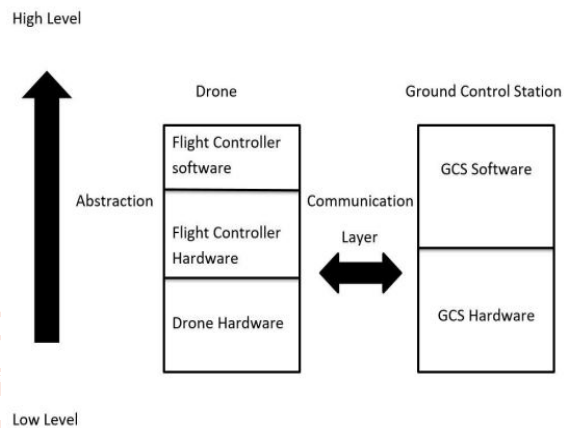 High Level
Drone
Ground Control Station
Flight Controller
software
GCS Software
Abstraction
Communication
Layer
Flight Controller
Hardware
Drone Hardware
GCS Hardware
Low Level